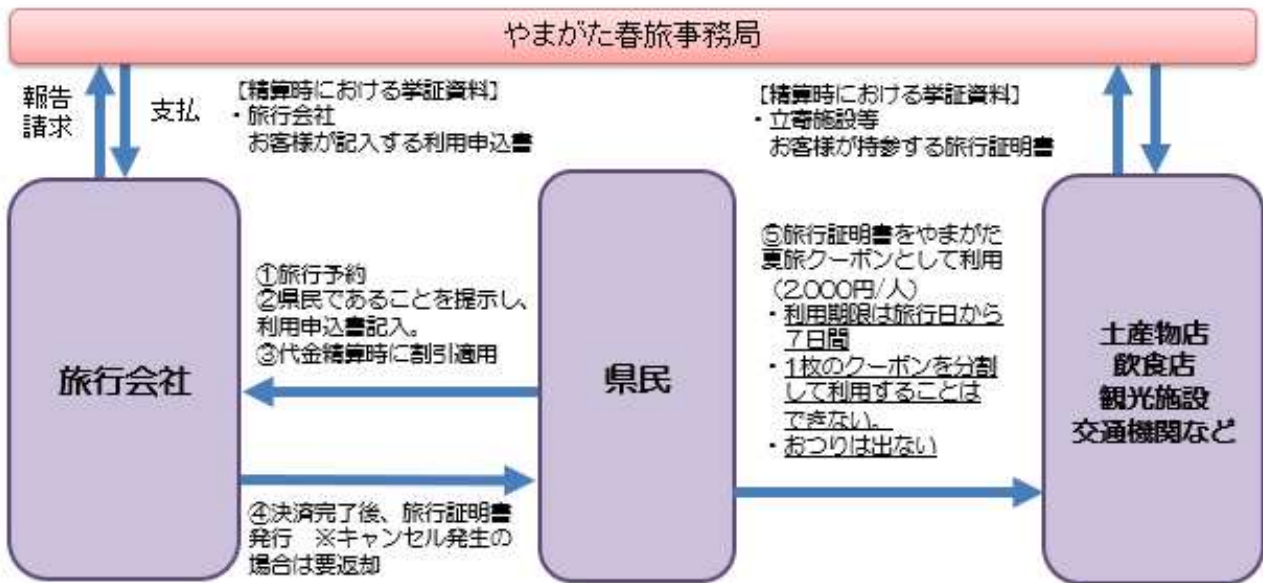 やまがた春旅事務局
報告
請求
支払
【精算時における挙証資料】
・旅行会社
お客様が記入する利用申込書
【精算時における挙証資料】
・立寄施設等
お客様が持参する旅行証明書
旅行会社
①旅行予約
②県民であることを提示し、
利用申込書記入。
③代金精算時に割引適用
④決済完了後、旅行証明書
発行　※キャンセル発生の
場合は要返却
県民
⑤旅行証明書をやまがた
夏旅クーポンとして利用
（2,000円/人）
・利用期限は旅行日から
７日間
・１枚のクーポンを分割
して利用することは
できない。
・おつりは出ない
土産物店
飲食店
観光施設
交通機関など